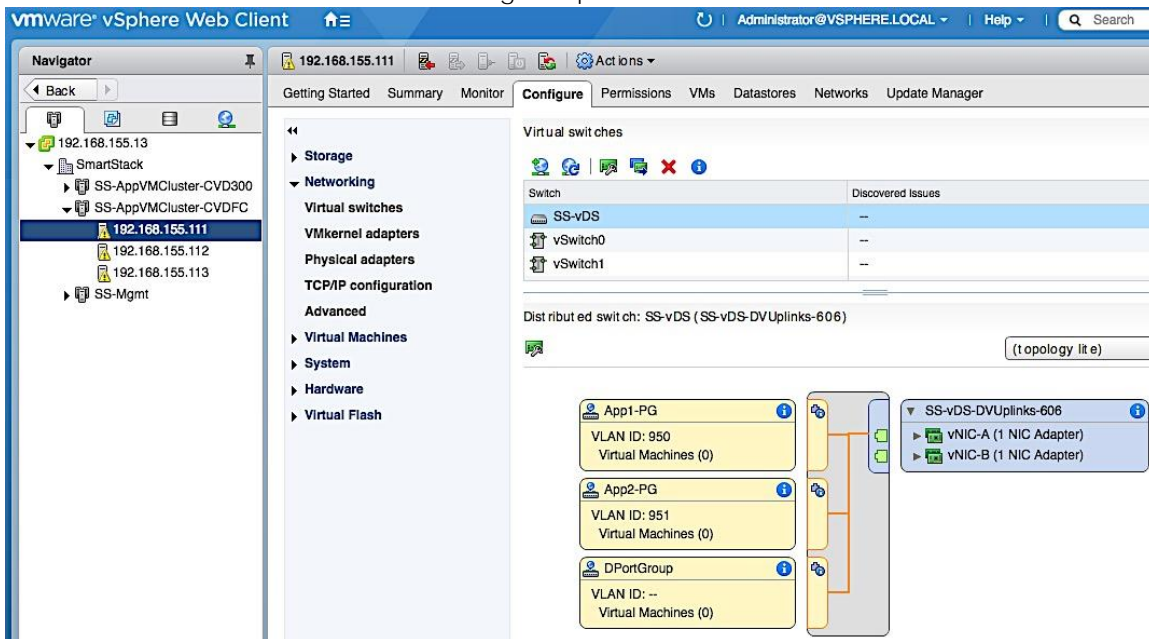 vmware® vSphere Web Client
Administrator@VSPHERE.LOCAL
Help
Search
Navigator
Back
192.168.155.13
SmartStack
SS-AppVMCluster-CVD300
SS-AppVMCluster-CVDFC
192.168.155.111
192.168.155.112
192.168.155.113
SS-Mgmt
192.168.155.111
Actions
Getting Started Summary Monitor Configure Permissions VMs Datastores Networks Update Manager
Storage
Networking
Virtual switches
VMkernel adapters
Physical adapters
TCP/IP configuration
Advanced
Virtual Machines
System
Hardware
Virtual Flash
Virtual switches
Switch Discovered Issues
SS-vDS --
vSwitch0 --
vSwitch1 --
Distributed switch: SS-vDS (SS-vDS-DVUplinks-606)
(topology lite)
App1-PG
VLAN ID: 950
Virtual Machines (0)
App2-PG
VLAN ID: 951
Virtual Machines (0)
DPortGroup
VLAN ID: --
Virtual Machines (0)
SS-vDS-DVUplinks-606
vNIC-A (1 NIC Adapter)
vNIC-B (1 NIC Adapter)